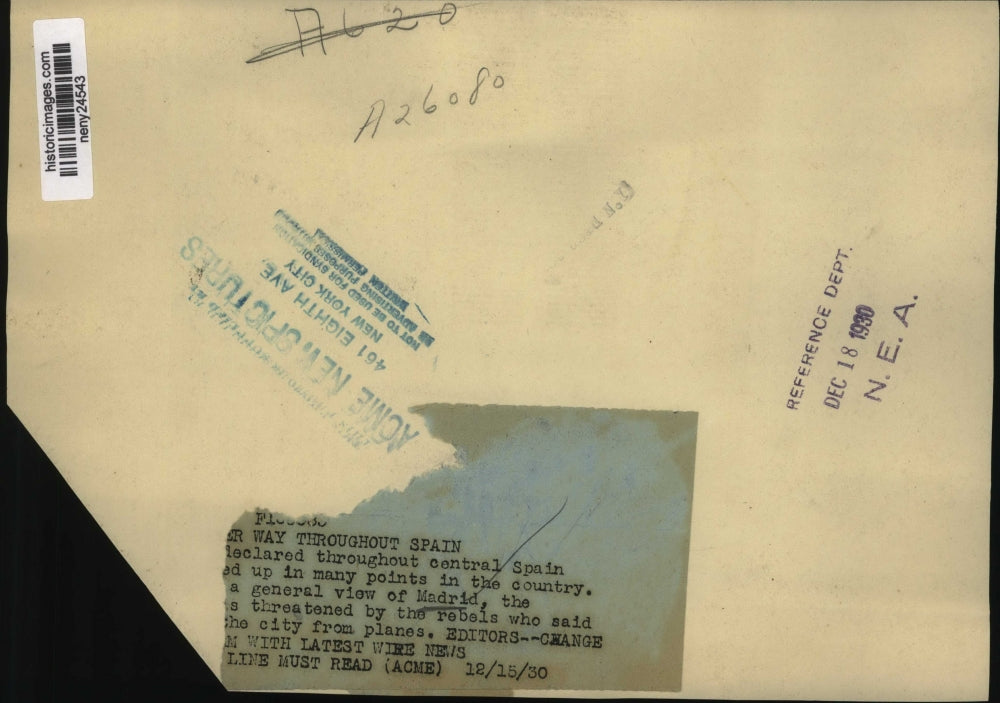 A620
A26080
historicimages.com
neny24543
ACME NEWSPICTURES
461 EIGHTH AVE.
NEW YORK CITY
NOT TO BE USED FOR SYNDICATION
ADVERTISING PURPOSES
WRITTEN PERMISSION
N.Y
REFERENCE DEPT.
DEC 18 1930
N. E. A.
ER WAY THROUGHOUT SPAIN
declared throughout central Spain
ed up in many points in the country.
a general view of Madrid, the
s threatened by the rebels who said
he city from planes. EDITORS--CHANGE
M WITH LATEST WIRE NEWS
LINE MUST READ (ACME) 12/15/30